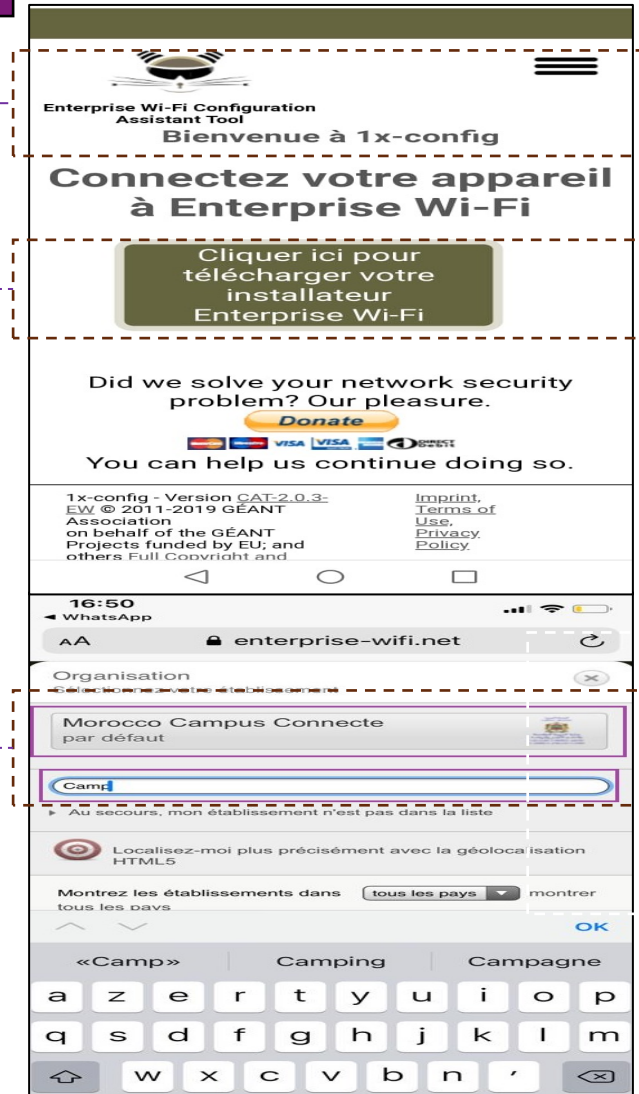 Enterprise Wi-Fi Configuration
Assistant Tool
Bienvenue à 1x-config
Connectez votre appareil
à Enterprise Wi-Fi
Cliquer ici pour
télécharger votre
installateur
Enterprise Wi-Fi
Did we solve your network security
problem? Our pleasure.
Donate
VISA VISA DIRECT Debit
You can help us continue doing so.
1x-config - Version CAT-2.0.3-
EW © 2011-2019 GÉANT
Association
on behalf of the GÉANT
Projects funded by EU; and
others Full Copyright and
Imprint,
Terms of
Use,
Privacy
Policy
16:50
◄ WhatsApp
AA enterprise-wifi.net
Organisation
Sélectionnez votre établissement
Morocco Campus Connecte
par défaut
Camp
▸ Au secours, mon établissement n'est pas dans la liste
Localisez-moi plus précisément avec la géolocalisation
HTML5
Montrez les établissements dans tous les pays montrer
tous les pays
OK
«Camp» Camping Campagne
a z e r t y u i o p
q s d f g h j k l m
w x c v b n ′